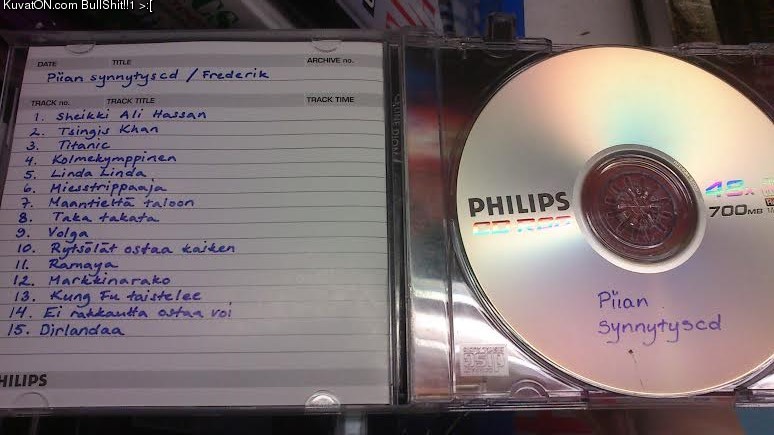 KuvatON.com BullShit!!1 >:[
DATE TITLE ARCHIVE no.
Piian synnytyscd / Frederik
TRACK no. TRACK TITLE TRACK TIME
1. Sheikki Ali Hassan
2. Tsingis Khan
3. Titanic
4. Kolmekymppinen
5. Linda Linda
6. Miesstrippaaja
7. Maantieltä taloon
8. Taka takata
9. Volga
10. Rytsölät ostaa kaiken
11. Ramaya
12. Markkinarako
13. Kung Fu taistelee
14. Ei rakkautta ostaa voi
15. Dirlandaa
PHILIPS
PHILIPS
CD-R80
48x
700MB
Piian
synnytyscd